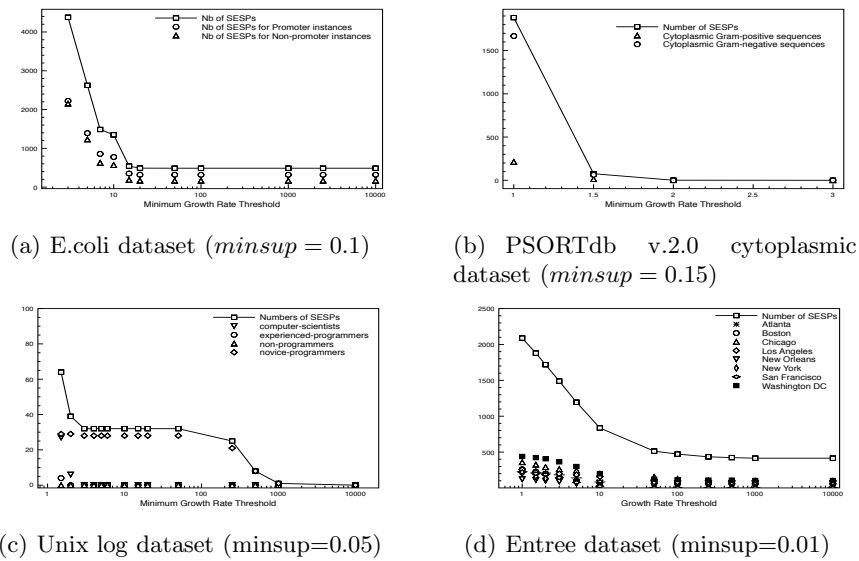 Nb of SESPs
Nb of SESPs for Promoter instances
Nb of SESPs for Non-promoter instances
4000
2000
0
10
100
1000
10000
Minimum Growth Rate Threshold
(a) E.coli dataset (minsup = 0.1)
Number of SESPs
Cytoplasmic Gram-positive sequences
Cytoplasmic Gram-negative sequences
1500
1000
500
0
1
1.5
2
2.5
3
Minimum Growth Rate Threshold
(b) PSORTdb v.2.0 cytoplasmic
dataset (minsup = 0.15)
Numbers of SESPs
computer-scientists
experienced-programmers
non-programmers
novice-programmers
100
80
60
40
20
0
1
10
100
1000
10000
Minimum Growth Rate Threshold
(c) Unix log dataset (minsup=0.05)
Number of SESPs
Atlanta
Boston
Chicago
Los Angeles
New Orleans
New York
San Francisco
Washington DC
2500
2000
1500
1000
500
1
10
100
1000
10000
Growth Rate Threshold
(d) Entree dataset (minsup=0.01)